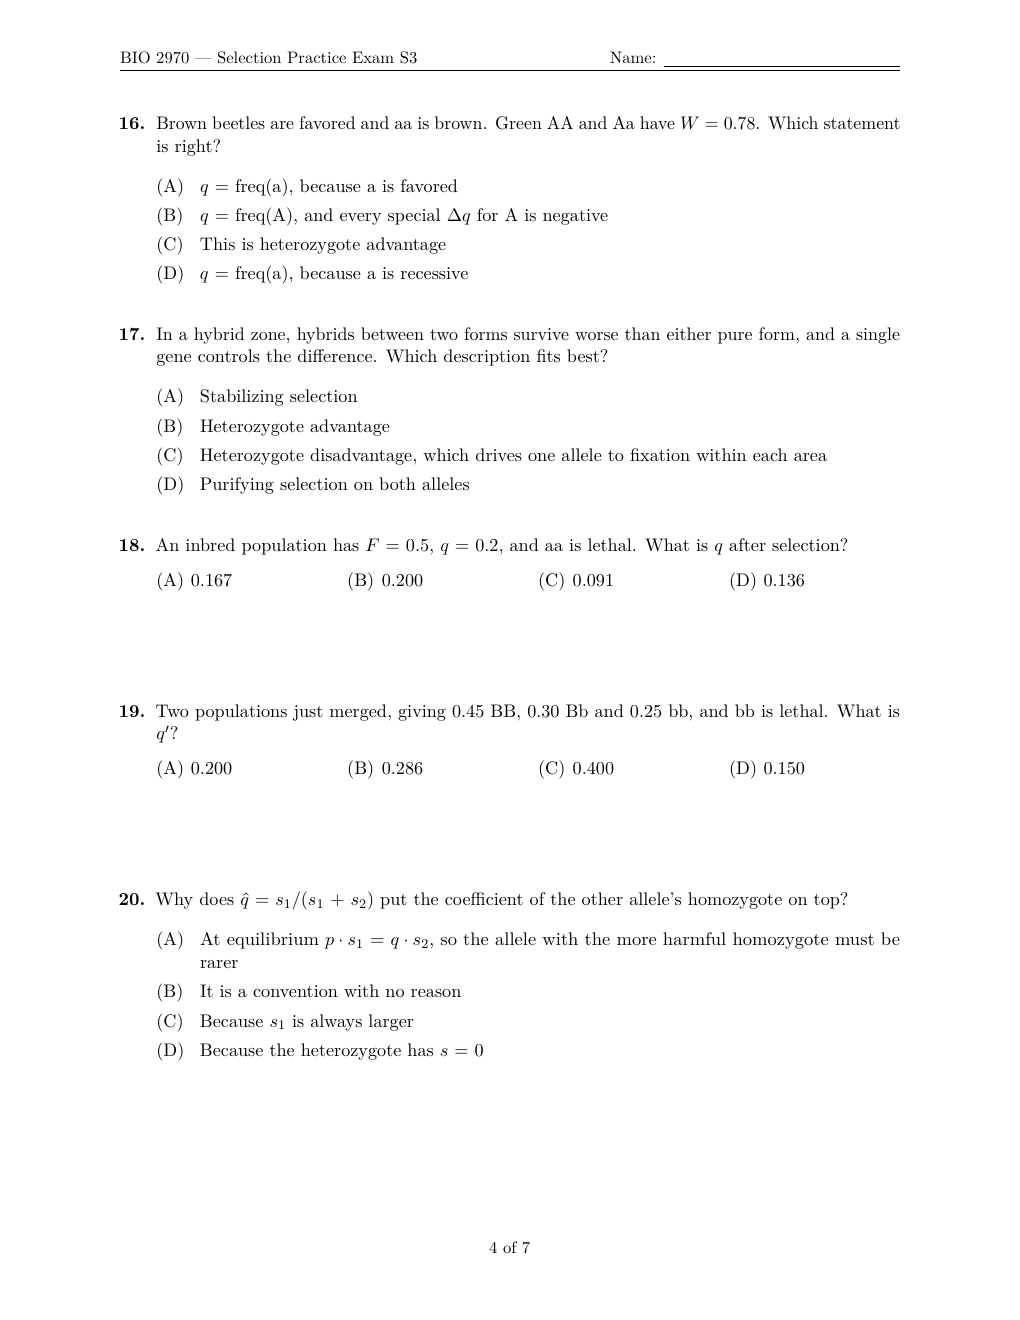 BIO 2970 — Selection Practice Exam S3 Name:
16. Brown beetles are favored and aa is brown. Green AA and Aa have W = 0.78. Which statement
is right?
(A) q = freq(a), because a is favored
(B) q = freq(A), and every special Δq for A is negative
(C) This is heterozygote advantage
(D) q = freq(a), because a is recessive
17. In a hybrid zone, hybrids between two forms survive worse than either pure form, and a single
gene controls the difference. Which description fits best?
(A) Stabilizing selection
(B) Heterozygote advantage
(C) Heterozygote disadvantage, which drives one allele to fixation within each area
(D) Purifying selection on both alleles
18. An inbred population has F = 0.5, q = 0.2, and aa is lethal. What is q after selection?
(A) 0.167 (B) 0.200 (C) 0.091 (D) 0.136
19. Two populations just merged, giving 0.45 BB, 0.30 Bb and 0.25 bb, and bb is lethal. What is
q′?
(A) 0.200 (B) 0.286 (C) 0.400 (D) 0.150
20. Why does q̂ = s₁/(s₁ + s₂) put the coefficient of the other allele's homozygote on top?
(A) At equilibrium p · s₁ = q · s₂, so the allele with the more harmful homozygote must be
rarer
(B) It is a convention with no reason
(C) Because s₁ is always larger
(D) Because the heterozygote has s = 0
4 of 7